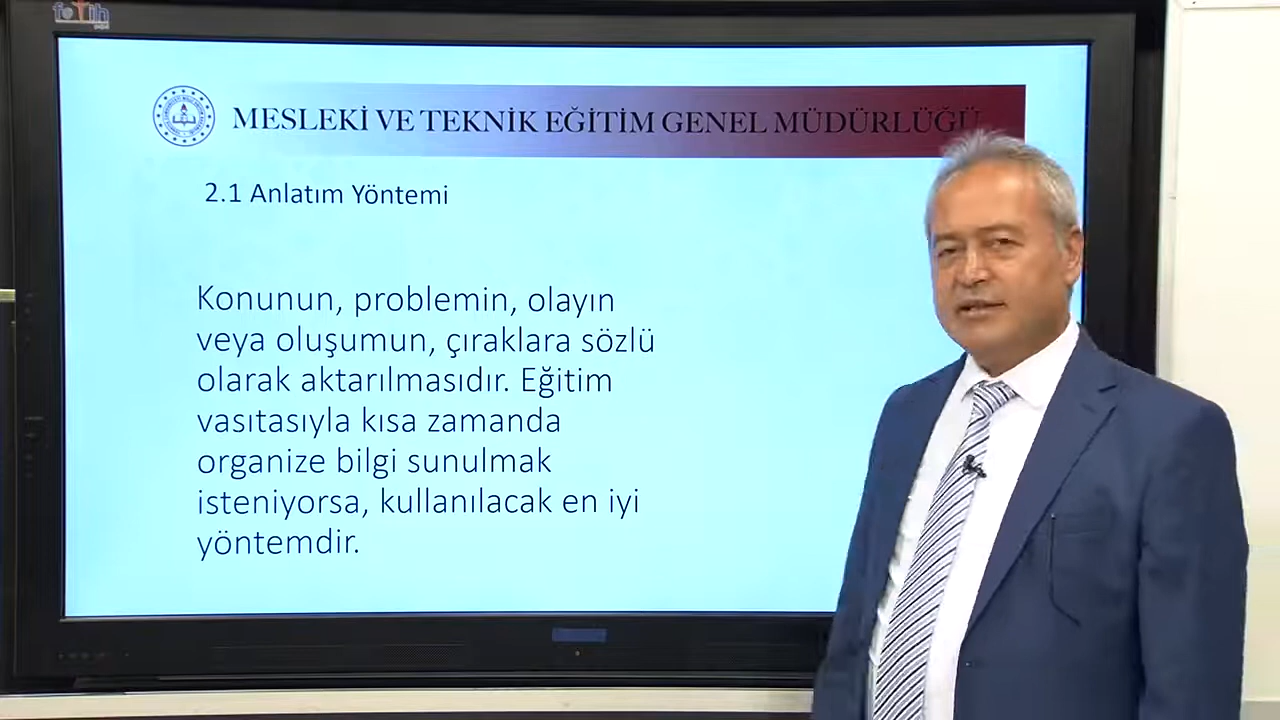 fatih
MESLEKİ VE TEKNİK EĞİTİM GENEL MÜDÜRLÜĞÜ
2.1 Anlatım Yöntemi
Konunun, problemin, olayın
veya oluşumun, çıraklara sözlü
olarak aktarılmasıdır. Eğitim
vasıtasıyla kısa zamanda
organize bilgi sunulmak
isteniyorsa, kullanılacak en iyi
yöntemdir.